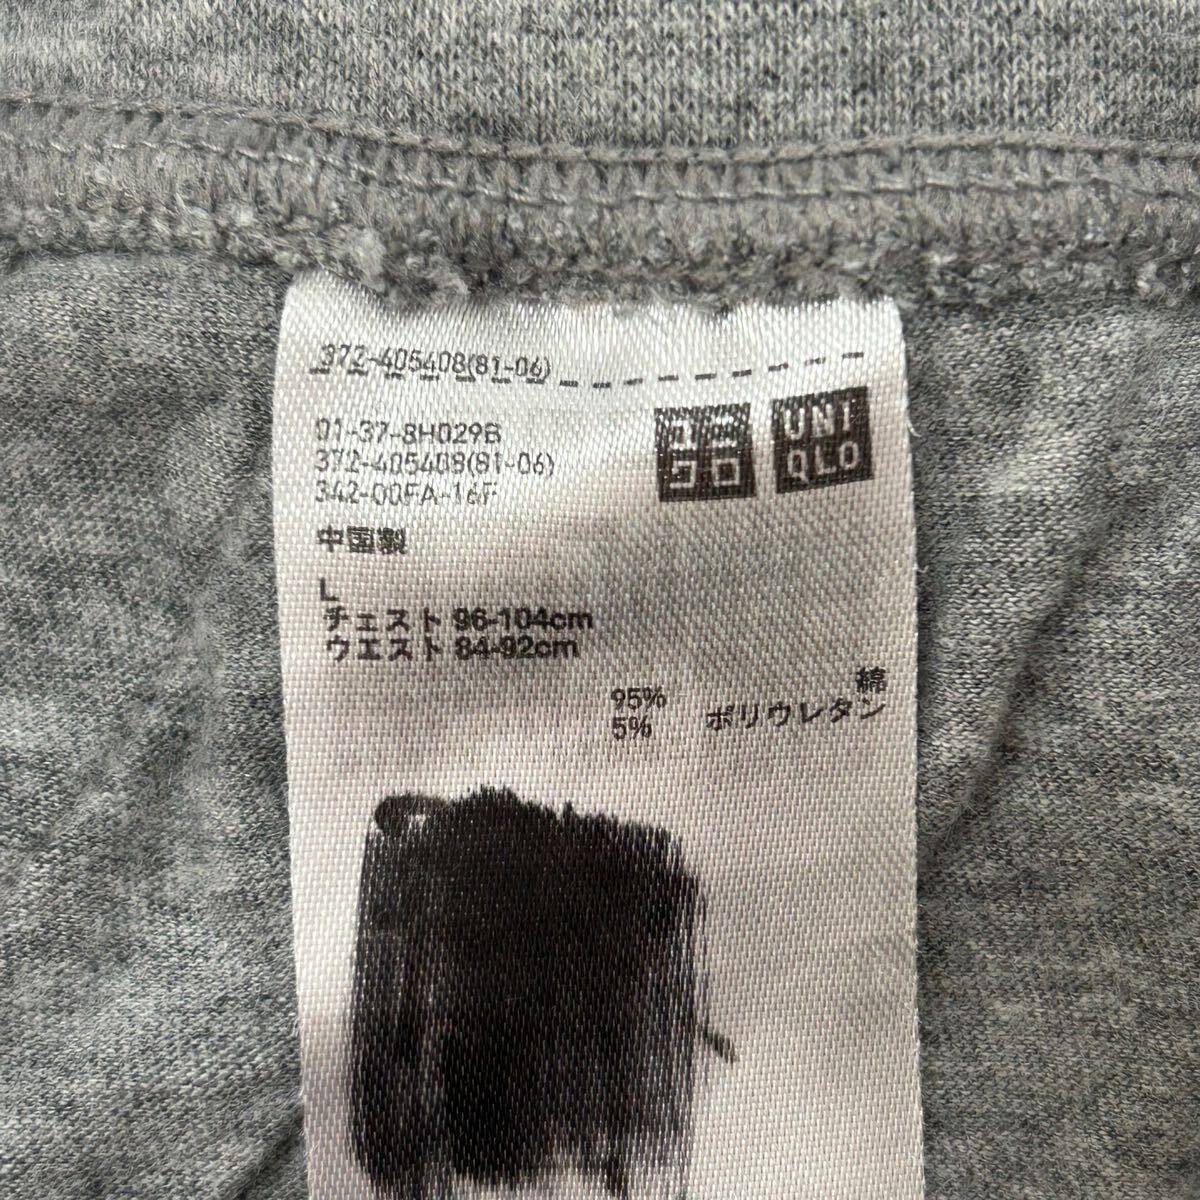 372-405408(81-06)
01-37-8H029B
372-405408(81-06)
342-00FA-16F
ユニ
クロ
UNI
QLO
中国製
L
チェスト 96-104cm
ウエスト 84-92cm
95% 綿
5% ポリウレタン